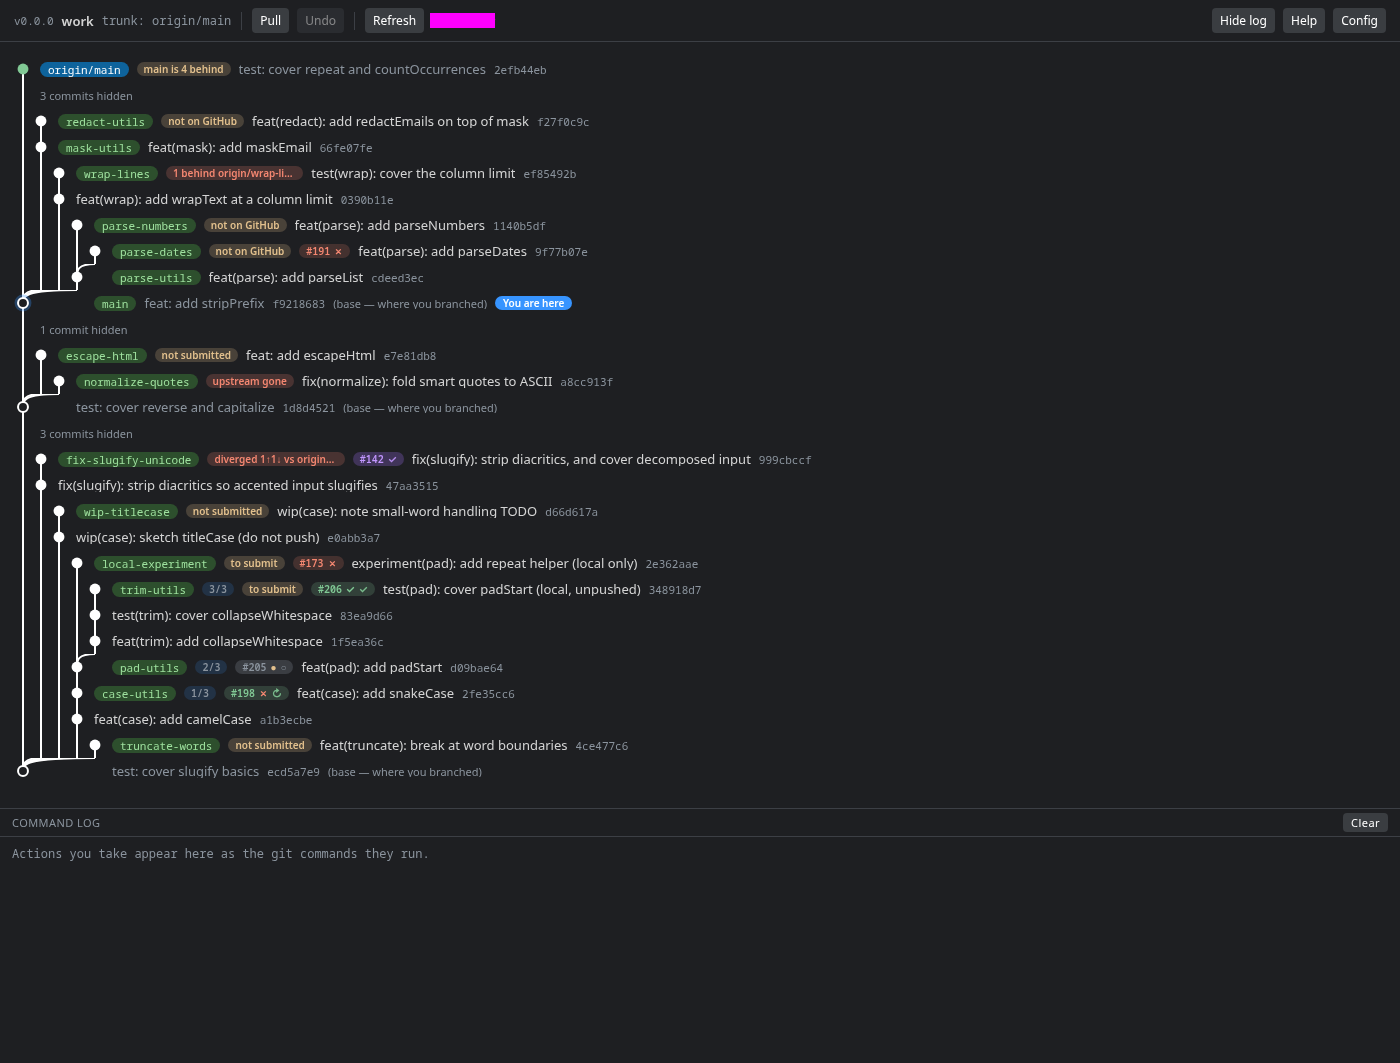 v0.0.0 work trunk: origin/main Pull Undo Refresh Hide log Help Config
origin/main main is 4 behind test: cover repeat and countOccurrences 2efb44eb
3 commits hidden
redact-utils not on GitHub feat(redact): add redactEmails on top of mask f27f0c9c
mask-utils feat(mask): add maskEmail 66fe07fe
wrap-lines 1 behind origin/wrap-li... test(wrap): cover the column limit ef85492b
feat(wrap): add wrapText at a column limit 0390b11e
parse-numbers not on GitHub feat(parse): add parseNumbers 1140b5df
parse-dates not on GitHub #191 × feat(parse): add parseDates 9f77b07e
parse-utils feat(parse): add parseList cdeed3ec
main feat: add stripPrefix f9218683 (base — where you branched) You are here
1 commit hidden
escape-html not submitted feat: add escapeHtml e7e81db8
normalize-quotes upstream gone fix(normalize): fold smart quotes to ASCII a8cc913f
test: cover reverse and capitalize 1d8d4521 (base — where you branched)
3 commits hidden
fix-slugify-unicode diverged 1↑1↓ vs origin... #142 ✓ fix(slugify): strip diacritics, and cover decomposed input 999cbccf
fix(slugify): strip diacritics so accented input slugifies 47aa3515
wip-titlecase not submitted wip(case): note small-word handling TODO d66d617a
wip(case): sketch titleCase (do not push) e0abb3a7
local-experiment to submit #173 × experiment(pad): add repeat helper (local only) 2e362aae
trim-utils 3/3 to submit #206 ✓ ✓ test(pad): cover padStart (local, unpushed) 348918d7
test(trim): cover collapseWhitespace 83ea9d66
feat(trim): add collapseWhitespace 1f5ea36c
pad-utils 2/3 #205 ● ○ feat(pad): add padStart d09bae64
case-utils 1/3 #198 × ↻ feat(case): add snakeCase 2fe35cc6
feat(case): add camelCase a1b3ecbe
truncate-words not submitted feat(truncate): break at word boundaries 4ce477c6
test: cover slugify basics ecd5a7e9 (base — where you branched)
COMMAND LOG Clear
Actions you take appear here as the git commands they run.